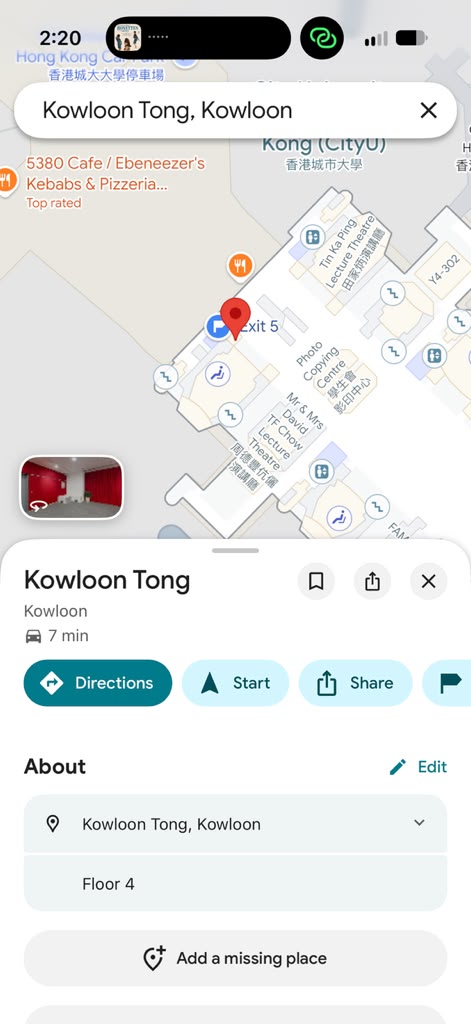 2:20
Hong Kong Car Park
香港城大大學停車場
Kowloon Tong, Kowloon
Kong (CityU)
香港城市大學
5380 Cafe / Ebeneezer's
Kebabs & Pizzeria...
Top rated
Tin Ka Ping
Lecture Theatre
田家炳演講廳
Y4-302
Exit 5
Photo
Copying
Centre
學生會
影印中心
Mr & Mrs
David
TF Chow
Lecture
Theatre
周德豐伉儷
演講廳
Kowloon Tong
Kowloon
7 min
Directions
Start
Share
About
Edit
Kowloon Tong, Kowloon
Floor 4
Add a missing place